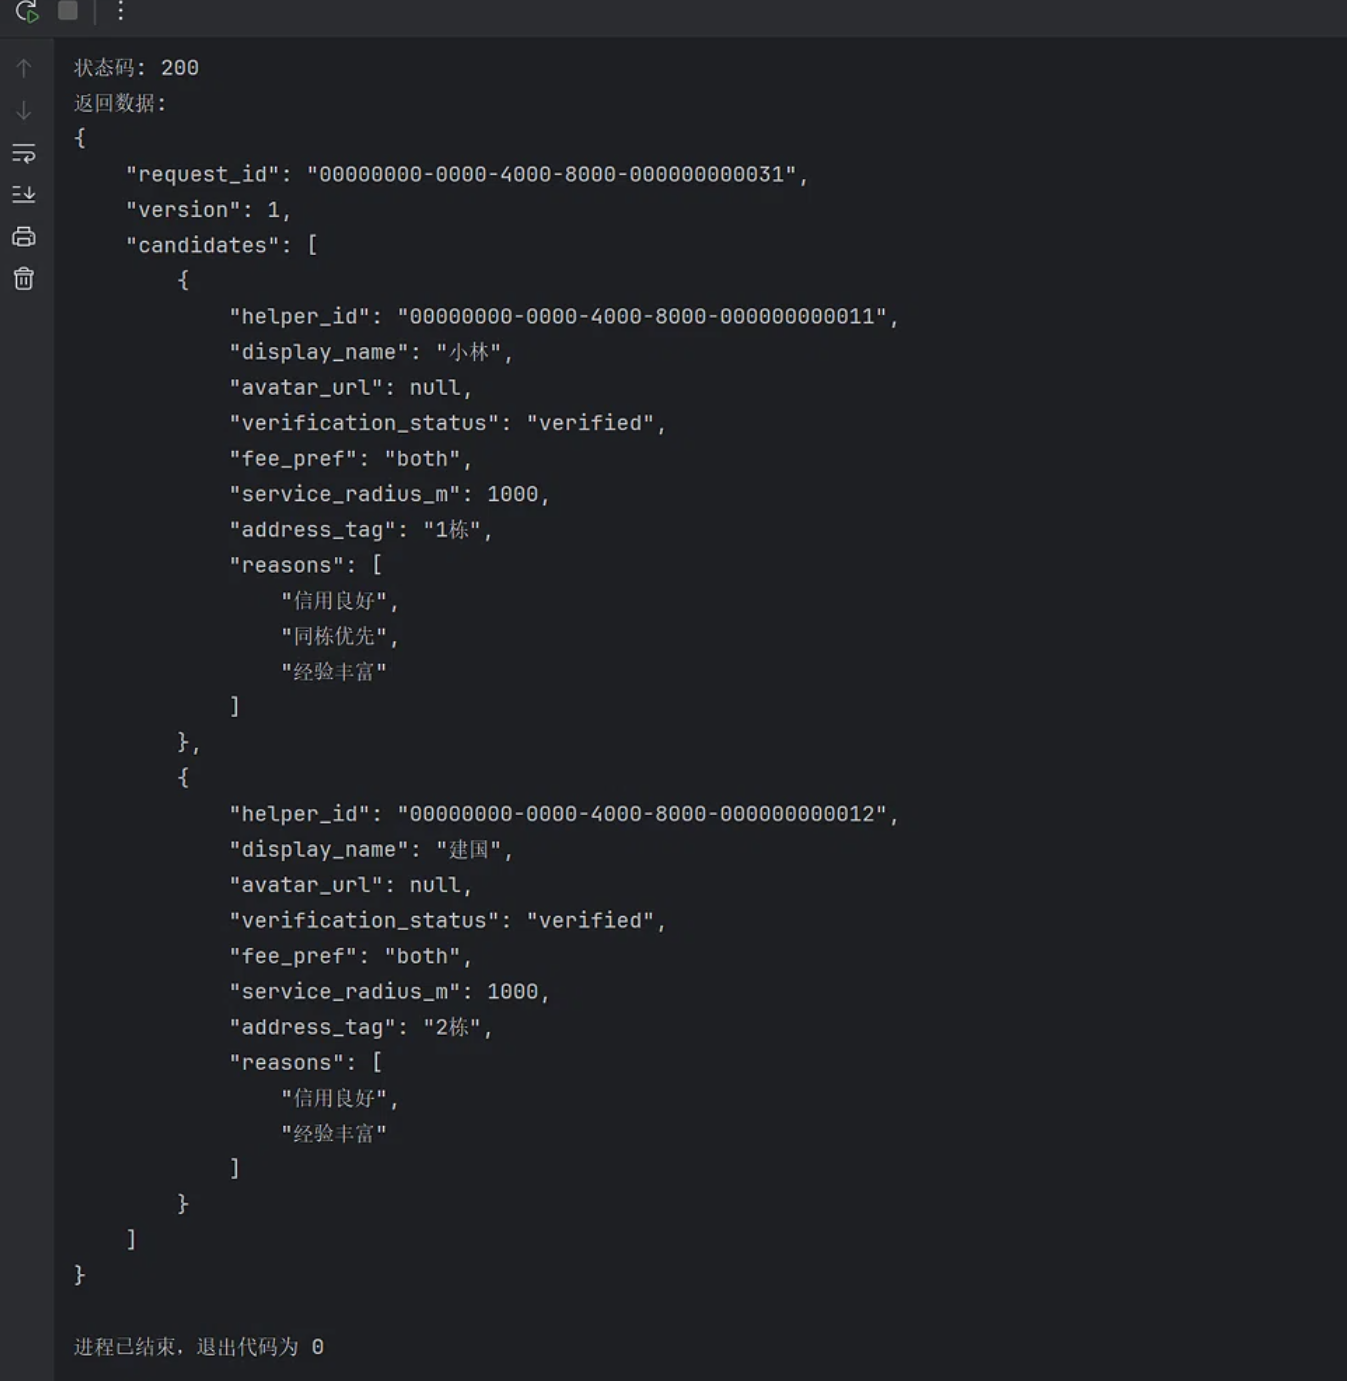 状态码: 200
返回数据:
{
    "request_id": "00000000-0000-4000-8000-000000000031",
    "version": 1,
    "candidates": [
        {
            "helper_id": "00000000-0000-4000-8000-000000000011",
            "display_name": "小林",
            "avatar_url": null,
            "verification_status": "verified",
            "fee_pref": "both",
            "service_radius_m": 1000,
            "address_tag": "1栋",
            "reasons": [
                "信用良好",
                "同栋优先",
                "经验丰富"
            ]
        },
        {
            "helper_id": "00000000-0000-4000-8000-000000000012",
            "display_name": "建国",
            "avatar_url": null,
            "verification_status": "verified",
            "fee_pref": "both",
            "service_radius_m": 1000,
            "address_tag": "2栋",
            "reasons": [
                "信用良好",
                "经验丰富"
            ]
        }
    ]
}
进程已结束，退出代码为 0